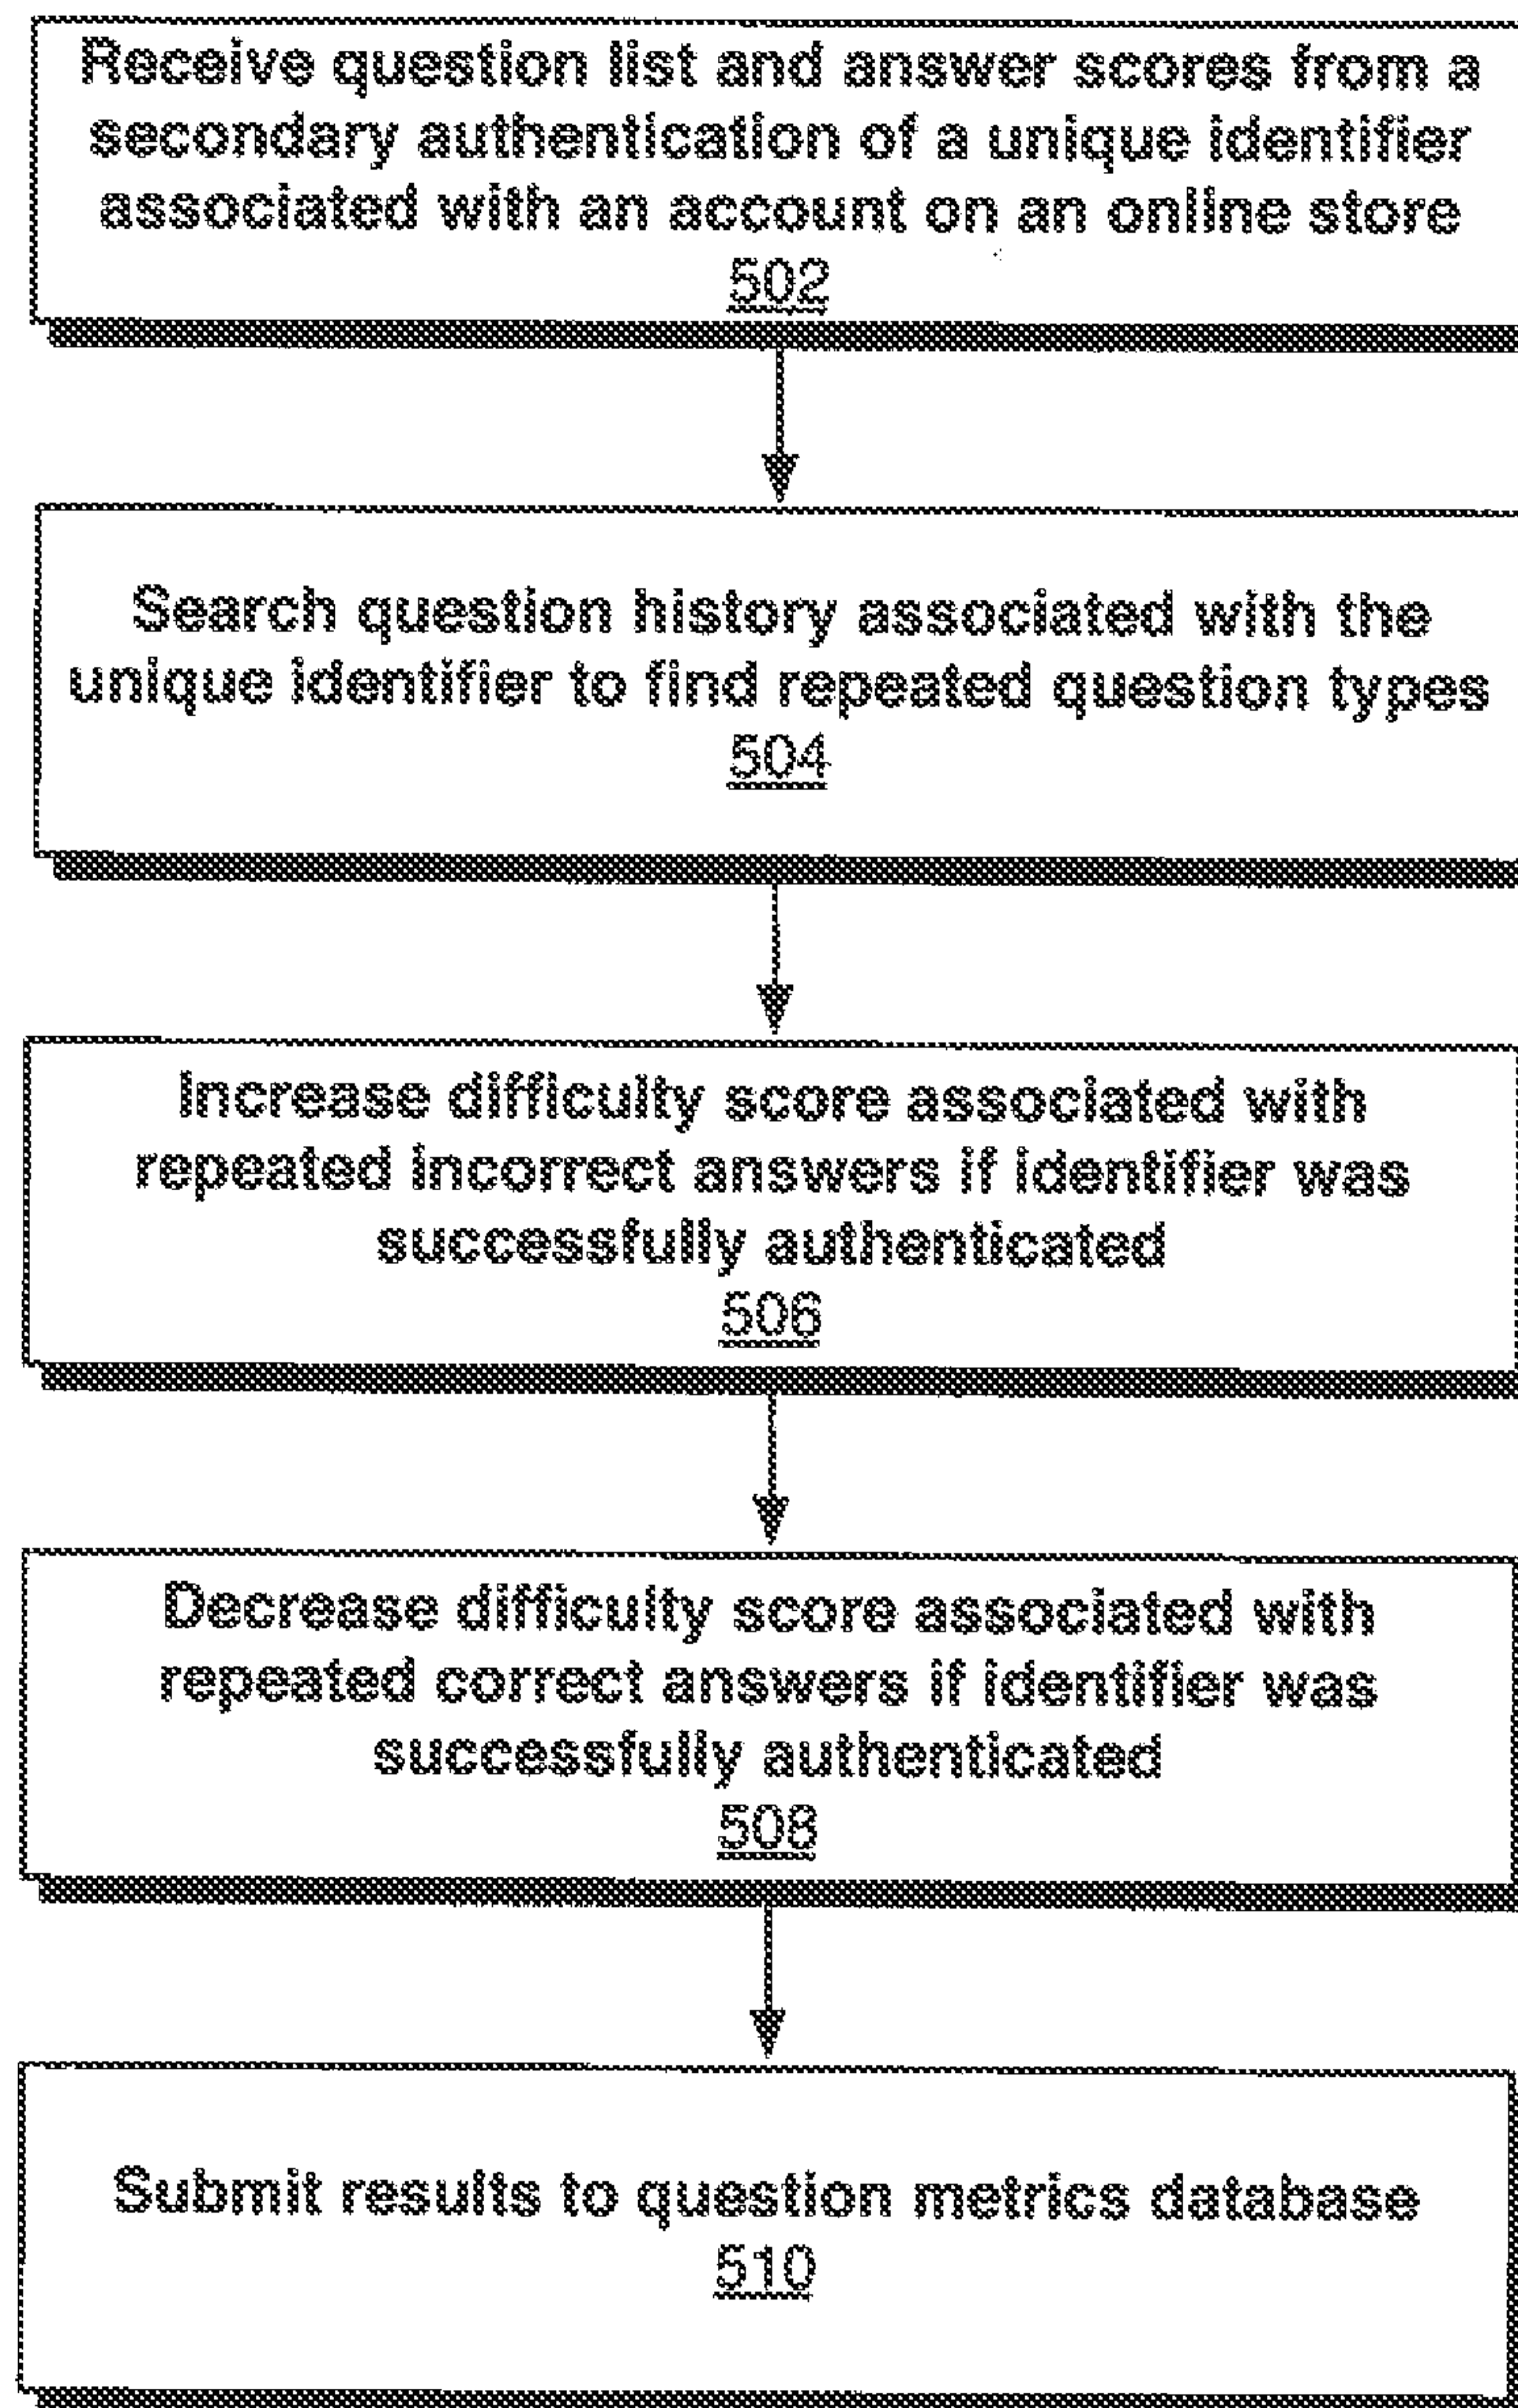 Receive question list and answer scores from a
secondary authentication of a unique identifier
associated with an account on an online store
502
Search question history associated with the
unique identifier to find repeated question types
504
Increase difficulty score associated with
repeated incorrect answers if identifier was
successfully authenticated
506
Decrease difficulty score associated with
repeated correct answers if identifier was
successfully authenticated
508
Submit results to question metrics database
510